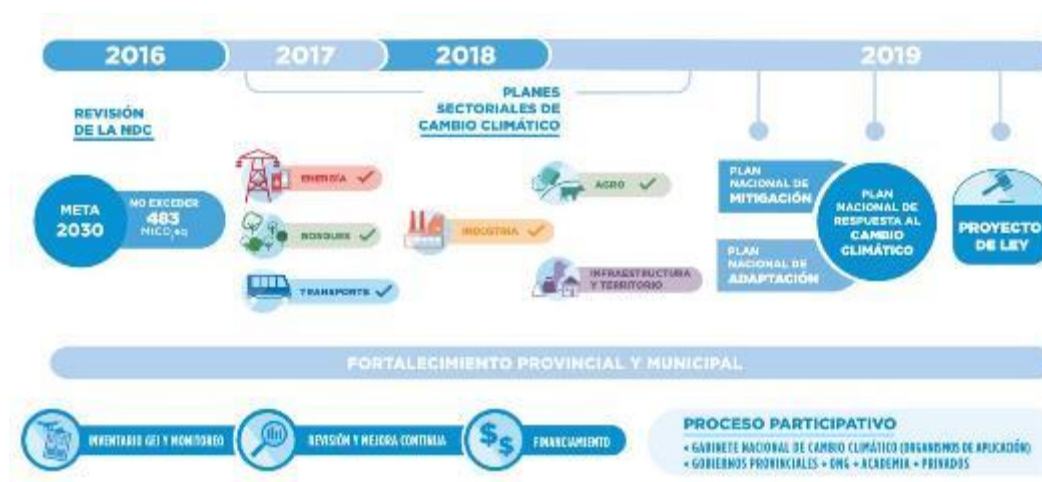 2016
2017
2018
2019
REVISIÓN
DE LA NDC
PLANES
SECTORIALES DE
CAMBIO CLIMÁTICO
META
2030
NO EXCEDER
483
MtCO₂eq
ENERGÍA
BOSQUES
TRANSPORTE
INDUSTRIA
AGRO
INFRAESTRUCTURA
Y TERRITORIO
PLAN
NACIONAL DE
MITIGACIÓN
PLAN
NACIONAL DE
ADAPTACIÓN
PLAN
NACIONAL DE
RESPUESTA AL
CAMBIO
CLIMÁTICO
PROYECTO
DE LEY
FORTALECIMIENTO PROVINCIAL Y MUNICIPAL
INVENTARIO GEI Y MONITOREO
REVISIÓN Y MEJORA CONTINUA
$$
FINANCIAMIENTO
PROCESO PARTICIPATIVO
• GABINETE NACIONAL DE CAMBIO CLIMÁTICO (ORGANISMOS DE APLICACIÓN)
• GOBIERNOS PROVINCIALES + ONG + ACADEMIA + PRIVADOS